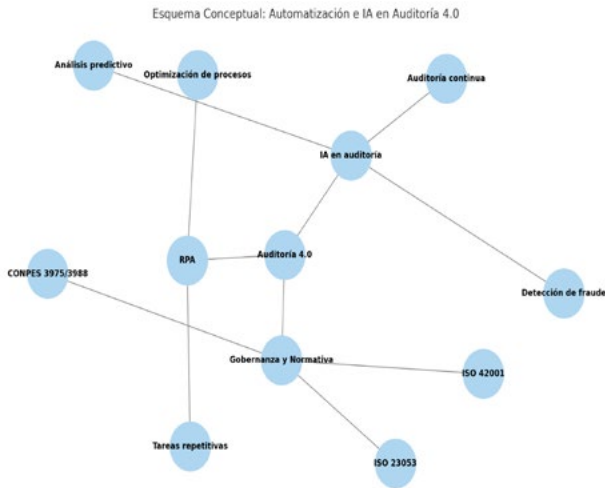 Esquema Conceptual: Automatización e IA en Auditoría 4.0
Análisis predictivo
Optimización de procesos
Auditoría continua
IA en auditoría
RPA
Auditoría 4.0
CONPES 3975/3988
Detección de fraude
Gobernanza y Normativa
ISO 42001
Tareas repetitivas
ISO 23053